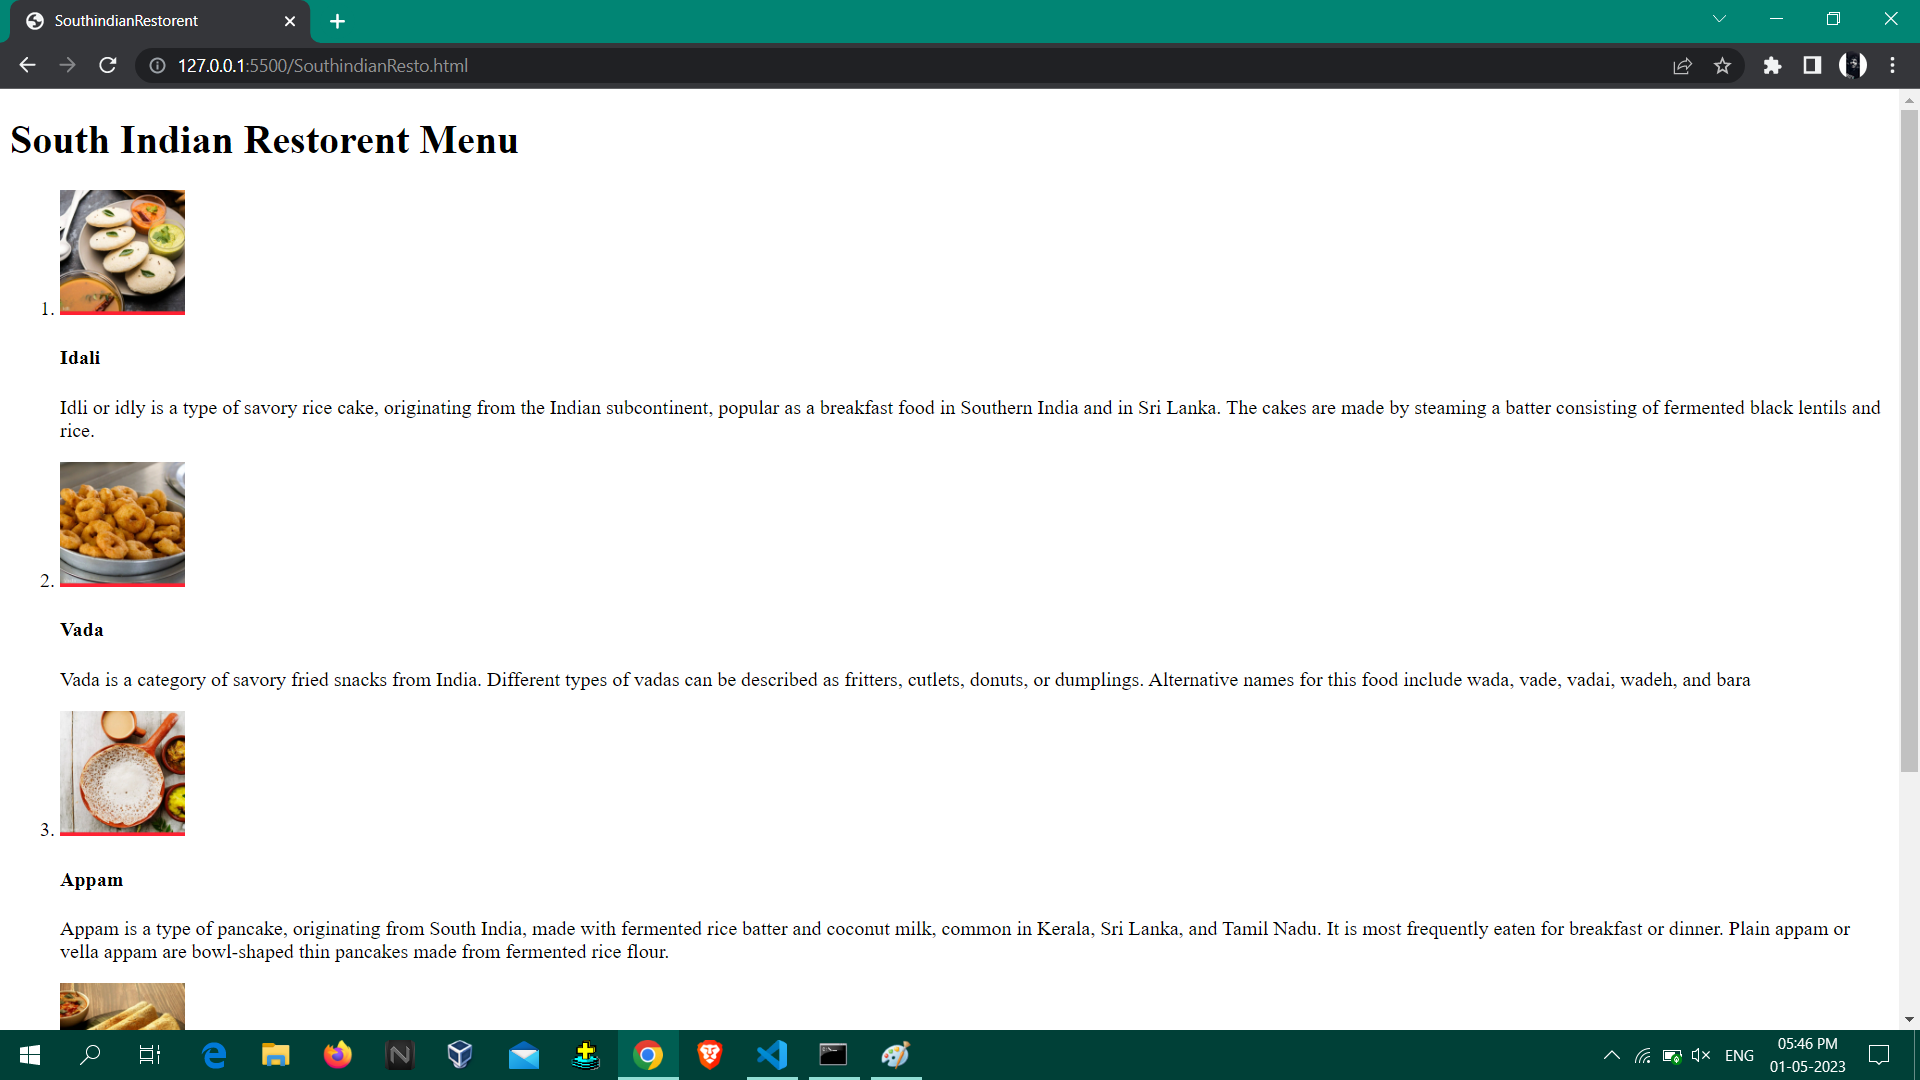 SouthindianRestorent
127.0.0.1:5500/SouthindianResto.html
South Indian Restorent Menu
1.
Idali
Idli or idly is a type of savory rice cake, originating from the Indian subcontinent, popular as a breakfast food in Southern India and in Sri Lanka. The cakes are made by steaming a batter consisting of fermented black lentils and
rice.
2.
Vada
Vada is a category of savory fried snacks from India. Different types of vadas can be described as fritters, cutlets, donuts, or dumplings. Alternative names for this food include wada, vade, vadai, wadeh, and bara
3.
Appam
Appam is a type of pancake, originating from South India, made with fermented rice batter and coconut milk, common in Kerala, Sri Lanka, and Tamil Nadu. It is most frequently eaten for breakfast or dinner. Plain appam or
vella appam are bowl-shaped thin pancakes made from fermented rice flour.
ENG
05:46 PM
01-05-2023